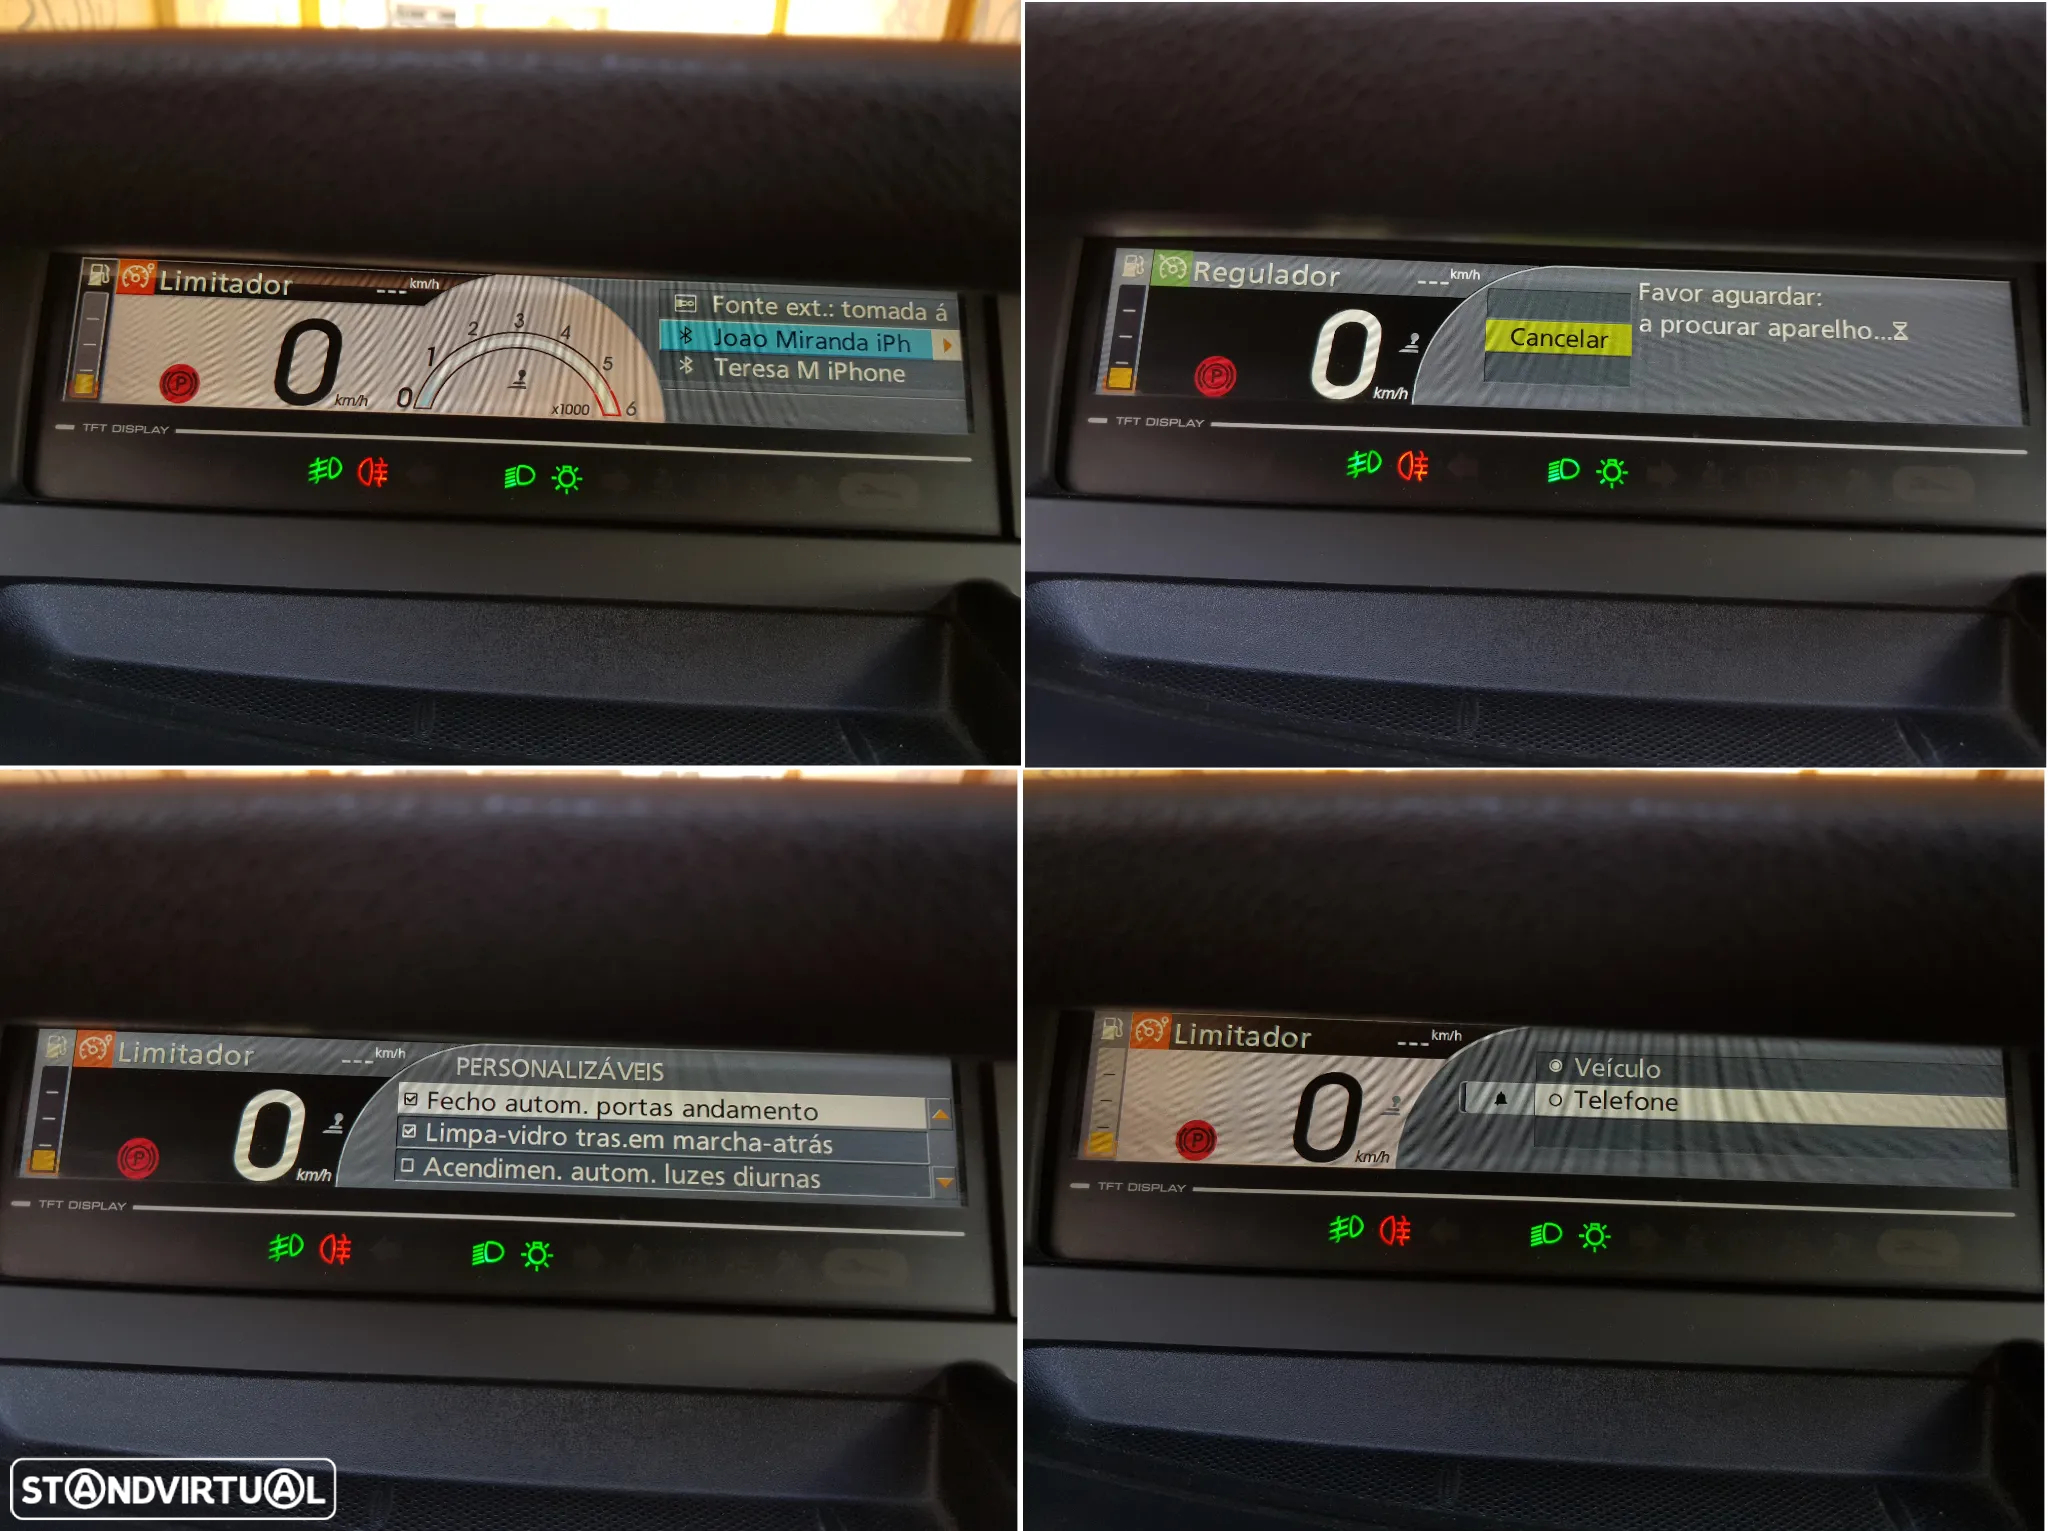 Limitador
--- km/h
Fonte ext.: tomada á
Joao Miranda iPh
Teresa M iPhone
0 km/h
0 1 2 3 4 5 6
x1000
P
TFT DISPLAY
Regulador
--- km/h
Favor aguardar:
a procurar aparelho...
Cancelar
0 km/h
P
TFT DISPLAY
Limitador
--- km/h
PERSONALIZÁVEIS
Fecho autom. portas andamento
Limpa-vidro tras.em marcha-atrás
Acendimen. autom. luzes diurnas
0 km/h
P
TFT DISPLAY
Limitador
--- km/h
Veículo
Telefone
0 km/h
P
TFT DISPLAY
STANDVIRTUAL